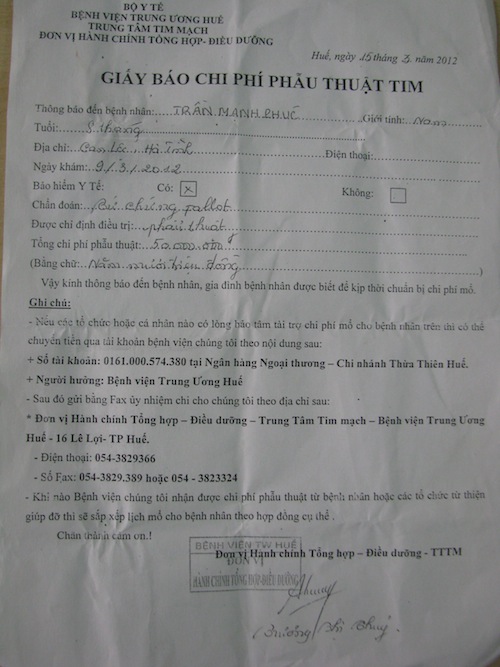 BỘ Y TẾ
BỆNH VIỆN TRUNG ƯƠNG HUẾ
TRUNG TÂM TIM MẠCH
ĐƠN VỊ HÀNH CHÍNH TỔNG HỢP- ĐIỀU DƯỠNG
Huế, ngày 15 tháng 3 năm 2012
GIẤY BÁO CHI PHÍ PHẪU THUẬT TIM
Thông báo đến bệnh nhân: TRẦN MẠNH PHÚC Giới tính: Nam
Tuổi: 8 tháng
Địa chỉ: Can Lộc, Hà Tĩnh Điện thoại:
Ngày khám: 9/3/2012
Bảo hiểm Y Tế: Có: x Không:
Chẩn đoán: Tứ chứng fallot
Được chỉ định điều trị: phẫu thuật
Tổng chi phí phẫu thuật: 50.000.000đ
(Bằng chữ: Năm mươi triệu đồng)
Vậy kính thông báo đến bệnh nhân, gia đình bệnh nhân được biết để kịp thời chuẩn bị chi phí mổ.
Ghi chú:
- Nếu các tổ chức hoặc cá nhân nào có lòng hảo tâm tài trợ chi phí mổ cho bệnh nhân trên thì có thể
chuyển tiền qua tài khoản bệnh viện chúng tôi theo nội dung sau:
+ Số tài khoản: 0161.000.574.380 tại Ngân hàng Ngoại thương – Chi nhánh Thừa Thiên Huế.
+ Người hưởng: Bệnh viện Trung Ương Huế
- Sau đó gửi bằng Fax ủy nhiệm chi cho chúng tôi theo địa chỉ sau:
* Đơn vị Hành chính Tổng hợp – Điều dưỡng – Trung Tâm Tim mạch – Bệnh viện Trung Ương
Huế - 16 Lê Lợi- TP Huế.
- Điện thoại: 054-3829366
- Số Fax: 054-3829.389 hoặc 054 - 3823324
- Khi nào Bệnh viện chúng tôi nhận được chi phí phẫu thuật từ bệnh nhân hoặc các tổ chức từ thiện
giúp đỡ thì sẽ sắp xếp lịch mổ cho bệnh nhân theo hợp đồng cụ thể .
Chân thành cảm ơn.!
Đơn vị Hành chính Tổng hợp – Điều dưỡng - TTTM
BỆNH VIỆN TW HUẾ
ĐƠN VỊ
HÀNH CHÍNH TỔNG HỢP-ĐIỀU DƯỠNG
Trương Thị Thuý